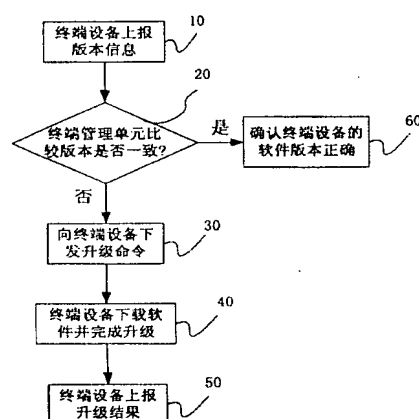 终端设备上报
版本信息
10
20
终端管理单元比
较版本是否一致?
是
确认终端设备的
软件版本正确
60
否
向终端设备下
发升级命令
30
终端设备下载软
件并完成升级
40
终端设备上报
升级结果
50